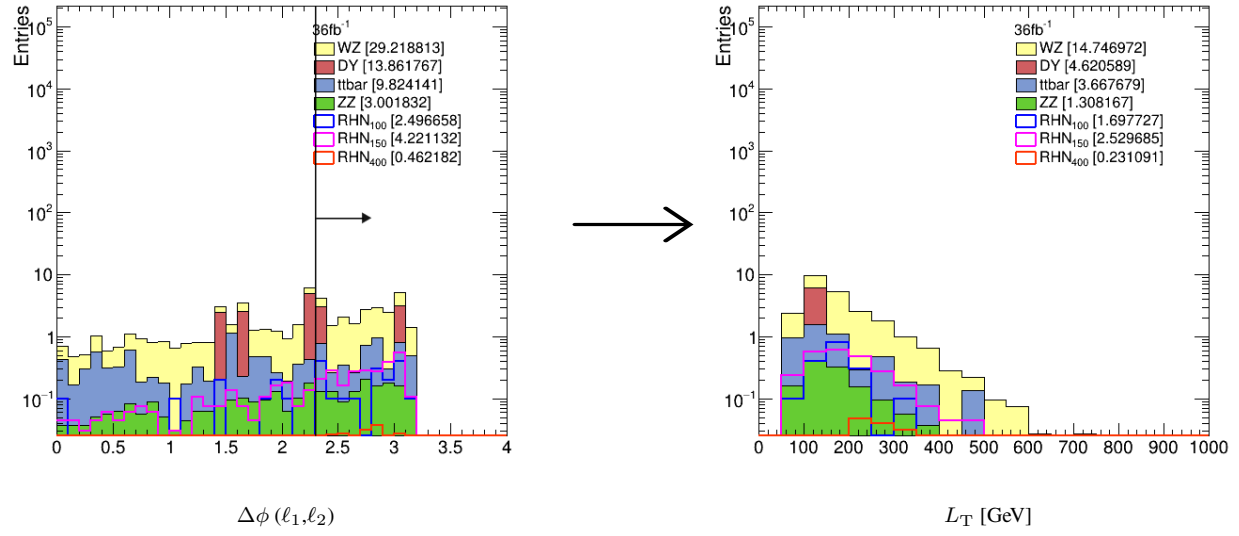 Entries
36fb⁻¹
WZ [29.218813]
DY [13.861767]
ttbar [9.824141]
ZZ [3.001832]
RHN₁₀₀ [2.496658]
RHN₁₅₀ [4.221132]
RHN₄₀₀ [0.462182]
10⁵
10⁴
10³
10²
10
1
10⁻¹
0 0.5 1 1.5 2 2.5 3 3.5 4
Δϕ (ℓ₁,ℓ₂)
Entries
36fb⁻¹
WZ [14.746972]
DY [4.620589]
ttbar [3.667679]
ZZ [1.308167]
RHN₁₀₀ [1.697727]
RHN₁₅₀ [2.529685]
RHN₄₀₀ [0.231091]
10⁵
10⁴
10³
10²
10
1
10⁻¹
0 100 200 300 400 500 600 700 800 900 1000
L_T [GeV]